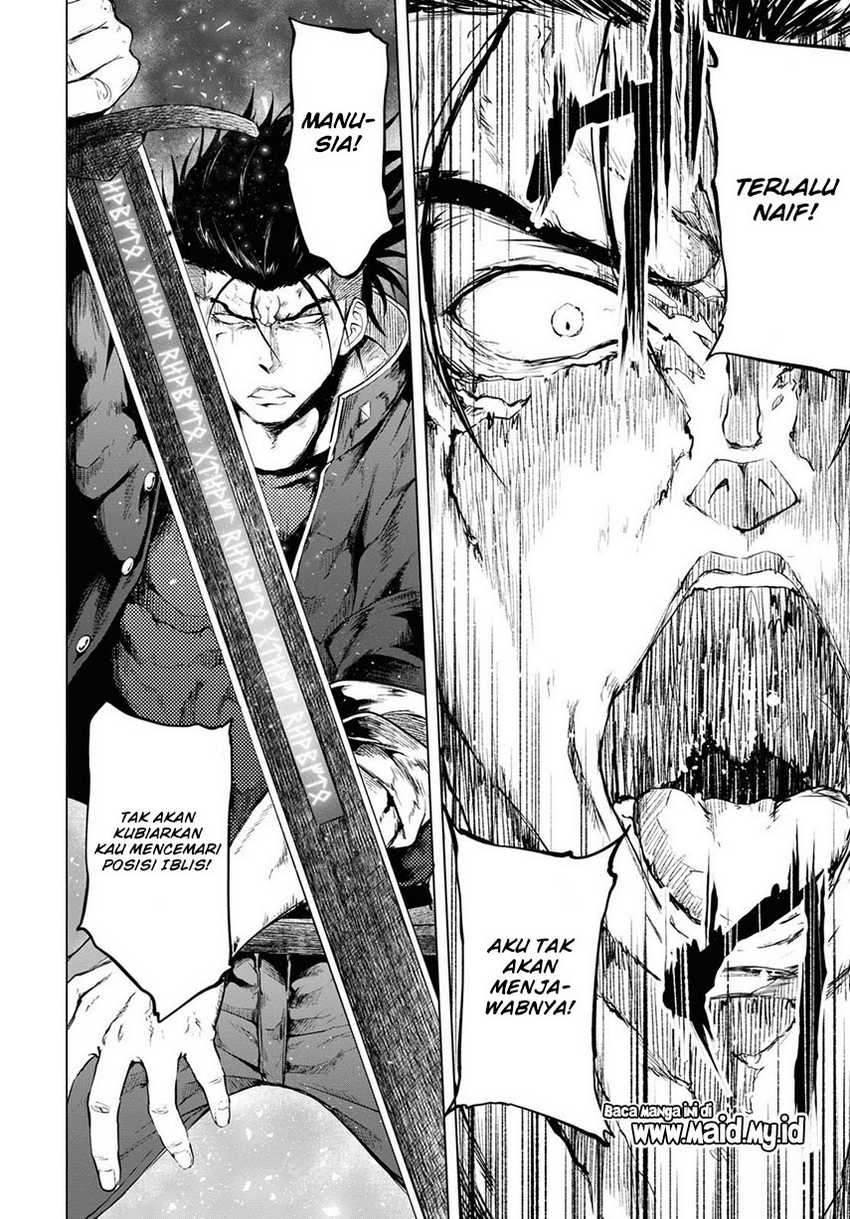 TERLALU
NAIF!
AKU TAK
AKAN
MENJA-
WABNYA!
MANU-
SIA!
TAK AKAN
KUBIARKAN
KAU MENCEMARI
POSISI IBLIS!
Baca Manga ini di
www.Maid.My.id